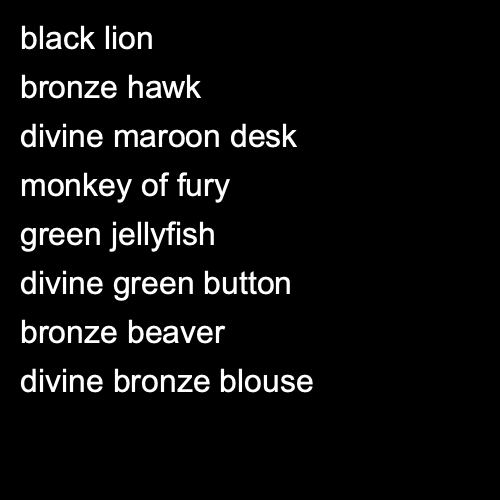 black lion
bronze hawk
divine maroon desk
monkey of fury
green jellyfish
divine green button
bronze beaver
divine bronze blouse